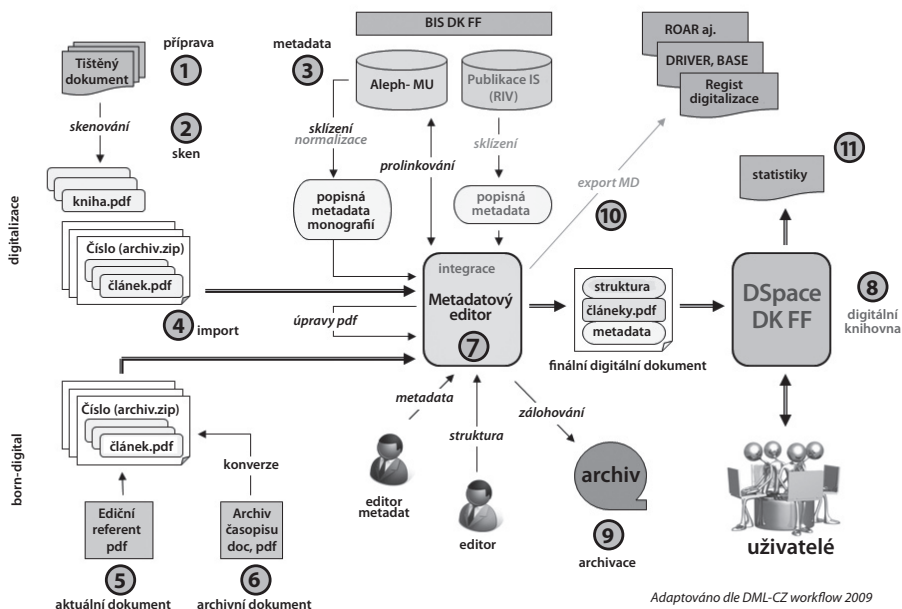 BIS DK FF
příprava
1
Tištěný
dokument
skenování
2
sken
kniha.pdf
digitalizace
Číslo (archiv.zip)
článek.pdf
4
import
metadata
3
Aleph- MU
Publikace IS
(RIV)
sklízení
normalizace
prolinkování
sklízení
popisná
metadata
monografií
popisná
metadata
ROAR aj.
DRIVER, BASE
Regist
digitalizace
export MD
10
11
statistiky
integrace
Metadatový
editor
7
úpravy pdf
struktura
článeky.pdf
metadata
finální digitální dokument
DSpace
DK FF
8
digitální
knihovna
born-digital
Číslo (archiv.zip)
článek.pdf
konverze
Ediční
referent
pdf
5
aktuální dokument
Archiv
časopisu
doc, pdf
6
archivní dokument
metadata
editor
metadat
struktura
editor
zálohování
archiv
9
archivace
uživatelé
Adaptováno dle DML-CZ workflow 2009